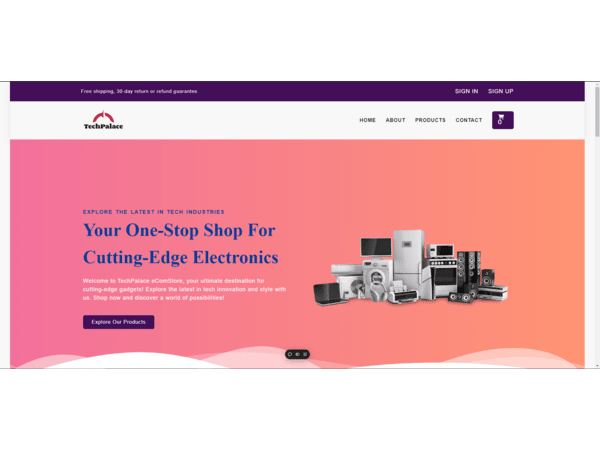 Free shipping, 30-day return or refund guarantee
SIGN IN SIGN UP
TechPalace
HOME ABOUT PRODUCTS CONTACT
0
EXPLORE THE LATEST IN TECH INDUSTRIES
Your One-Stop Shop For
Cutting-Edge Electronics
Welcome to TechPalace eComStore, your ultimate destination for
cutting-edge gadgets! Explore the latest in tech innovation and style with
us. Shop now and discover a world of possibilities!
Explore Our Products